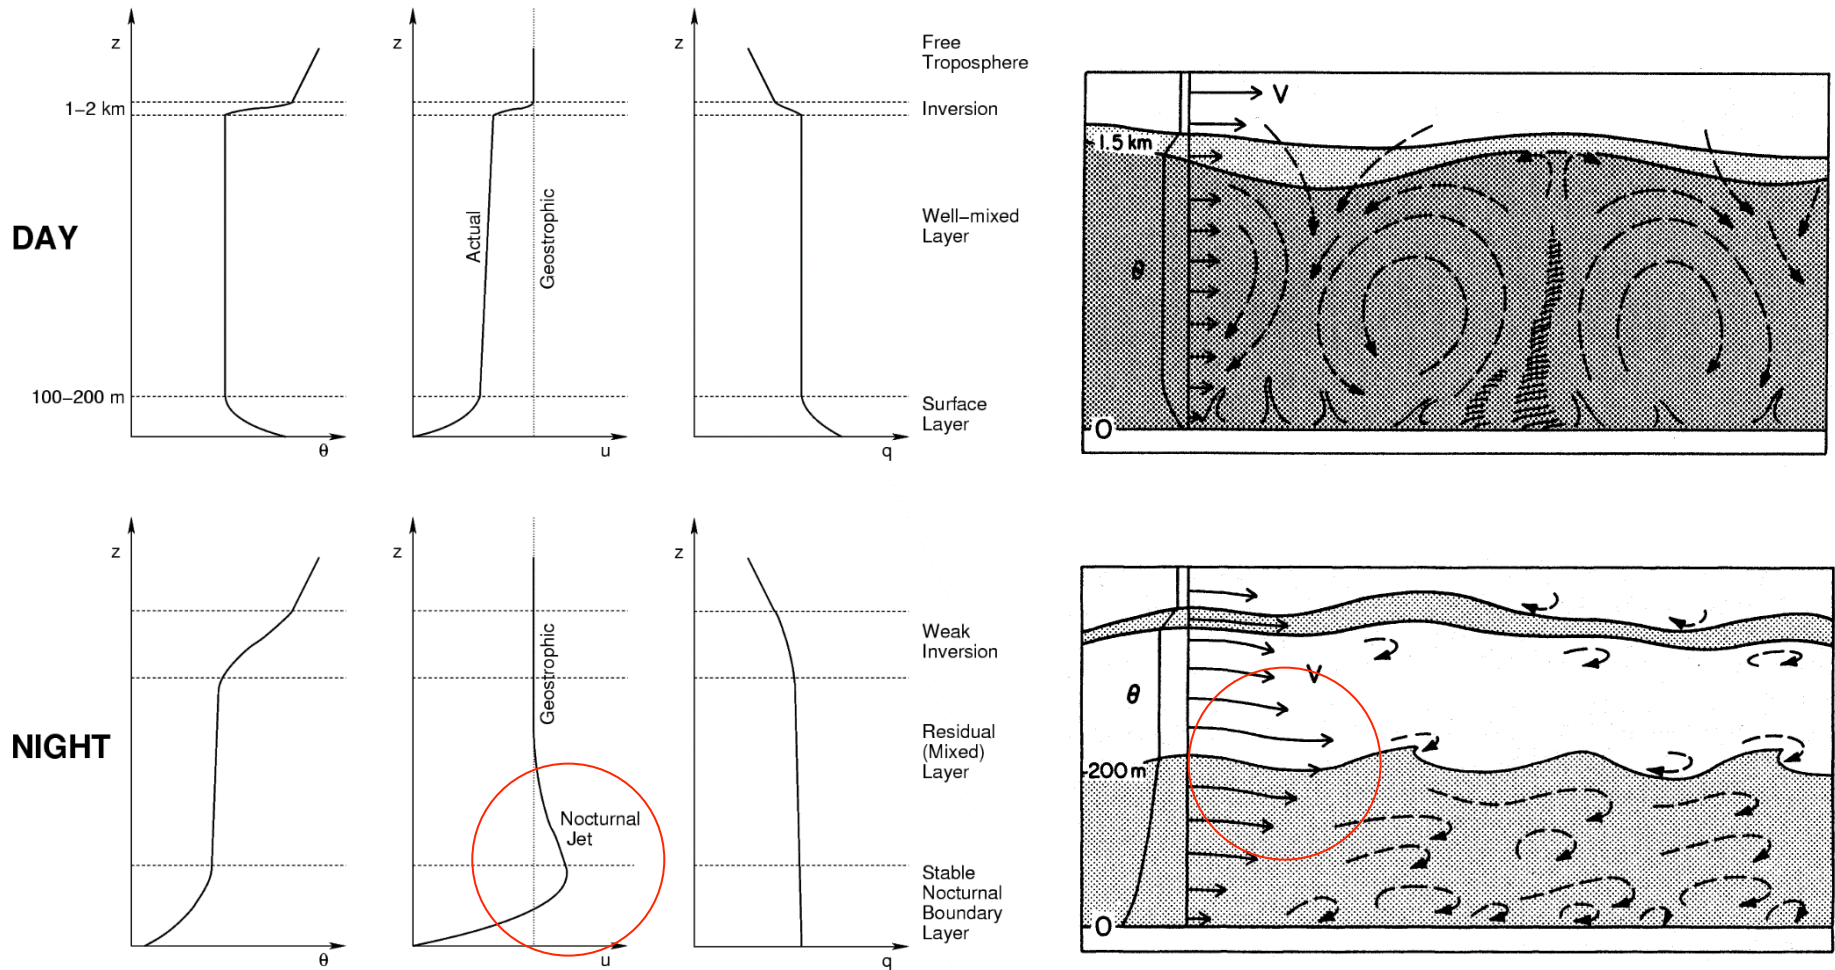 DAY
z
1-2 km
100-200 m
θ
z
Actual
Geostrophic
u
z
q
Free
Troposphere
Inversion
Well-mixed
Layer
Surface
Layer
V
1.5 km
θ
0
NIGHT
z
θ
z
Geostrophic
Nocturnal
Jet
u
z
q
Weak
Inversion
Residual
(Mixed)
Layer
Stable
Nocturnal
Boundary
Layer
V
θ
200 m
0